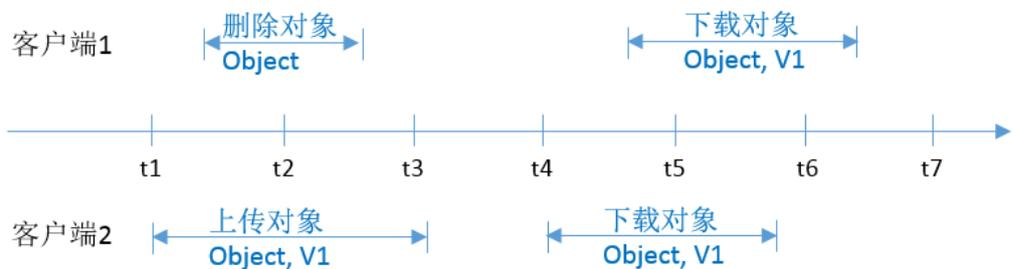 客户端1
删除对象
Object
下载对象
Object, V1
t1 t2 t3 t4 t5 t6 t7
客户端2
上传对象
Object, V1
下载对象
Object, V1